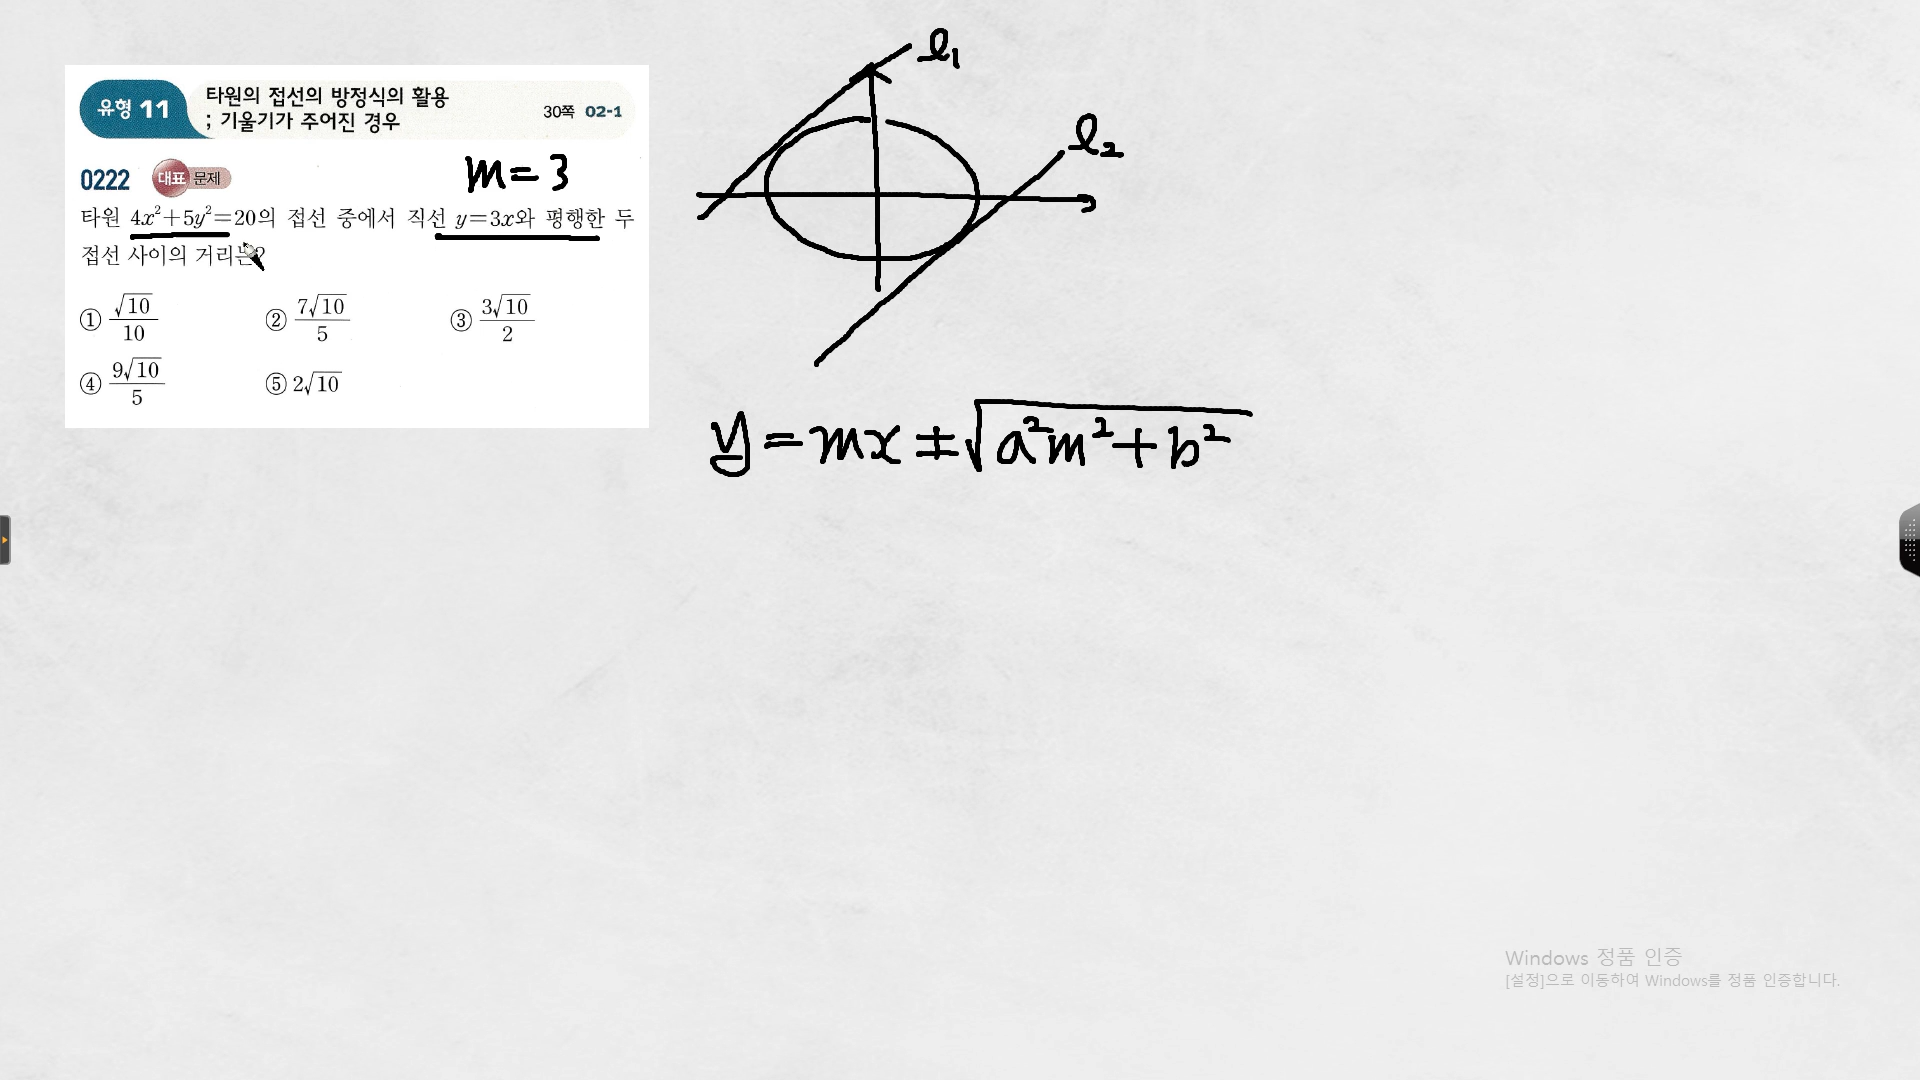 유형 11
타원의 접선의 방정식의 활용
; 기울기가 주어진 경우
30쪽 02-1
0222 대표 문제
m=3
타원 4x²+5y²=20의 접선 중에서 직선 y=3x와 평행한 두
접선 사이의 거리는?
① √10/10 ② 7√10/5 ③ 3√10/2
④ 9√10/5 ⑤ 2√10
l₁
l₂
y=mx±√(a²m²+b²)
Windows 정품 인증
[설정]으로 이동하여 Windows를 정품 인증합니다.